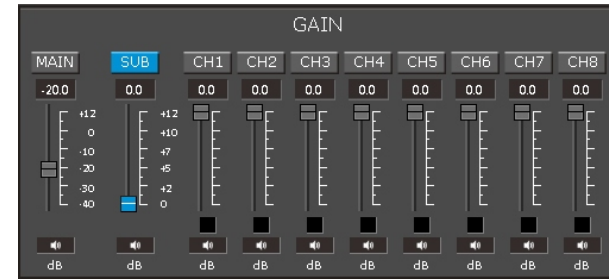 GAIN
MAIN SUB CH1 CH2 CH3 CH4 CH5 CH6 CH7 CH8
-20.0 0.0 0.0 0.0 0.0 0.0 0.0 0.0 0.0 0.0
+12 +12
0 +10
-10 +7
-20 +5
-30 +2
-40 0
dB dB dB dB dB dB dB dB dB dB